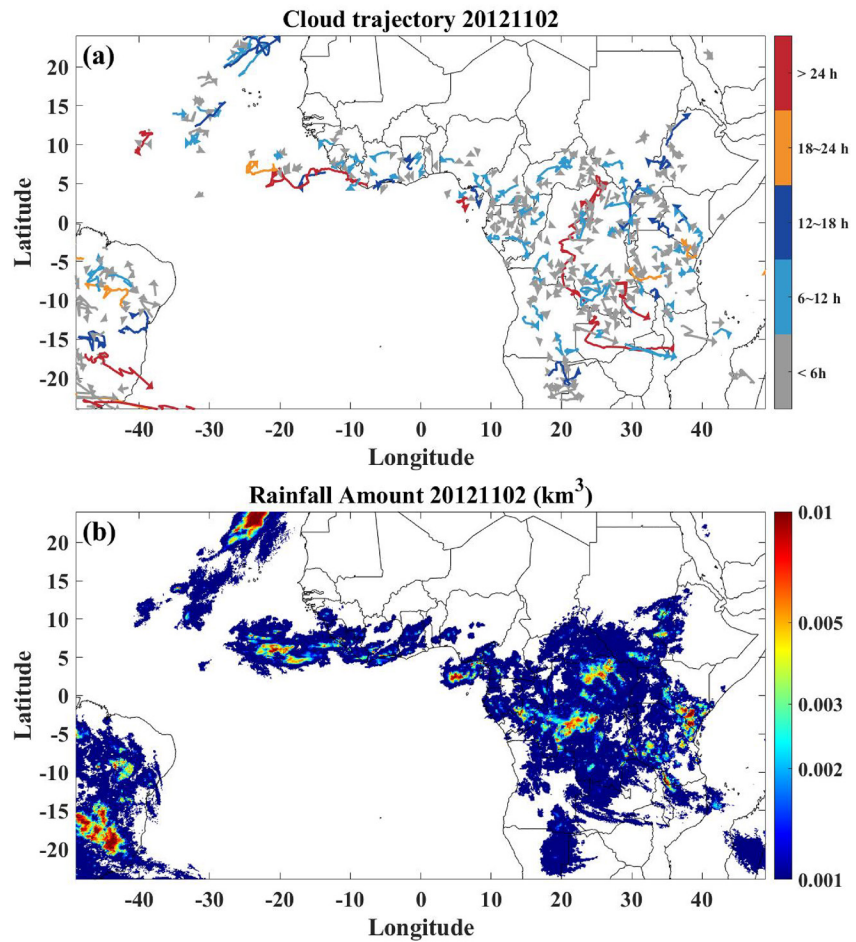 Cloud trajectory 20121102
(a)
20
15
10
5
0
-5
-10
-15
-20
Latitude
-40 -30 -20 -10 0 10 20 30 40
Longitude
> 24 h
18~24 h
12~18 h
6~12 h
< 6h
Rainfall Amount 20121102 (km³)
(b)
20
15
10
5
0
-5
-10
-15
-20
Latitude
-40 -30 -20 -10 0 10 20 30 40
Longitude
0.01
0.005
0.003
0.002
0.001